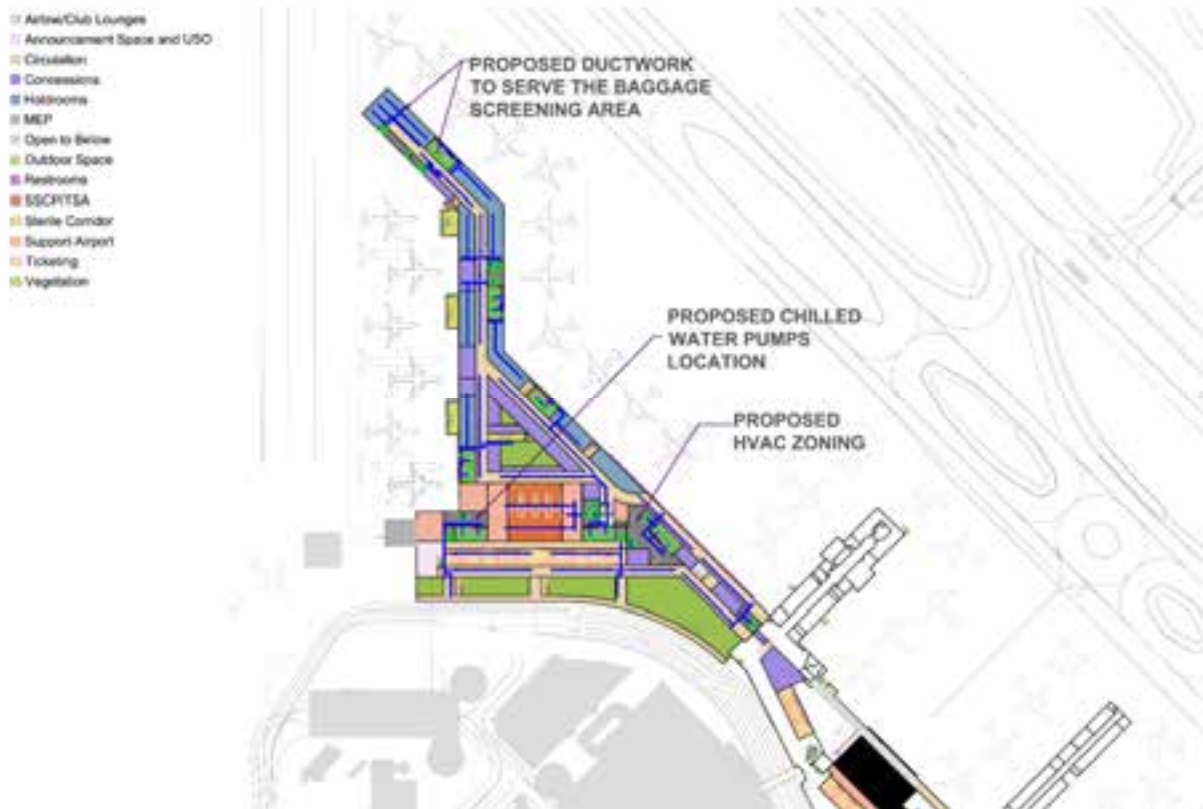 Airline/Club Lounges
Announcement Space and USO
Circulation
Concessions
Holdrooms
MEP
Open to Below
Outdoor Space
Restrooms
SSCP/TSA
Sterile Corridor
Support-Airport
Ticketing
Vegetation
PROPOSED DUCTWORK
TO SERVE THE BAGGAGE
SCREENING AREA
PROPOSED CHILLED
WATER PUMPS
LOCATION
PROPOSED
HVAC ZONING